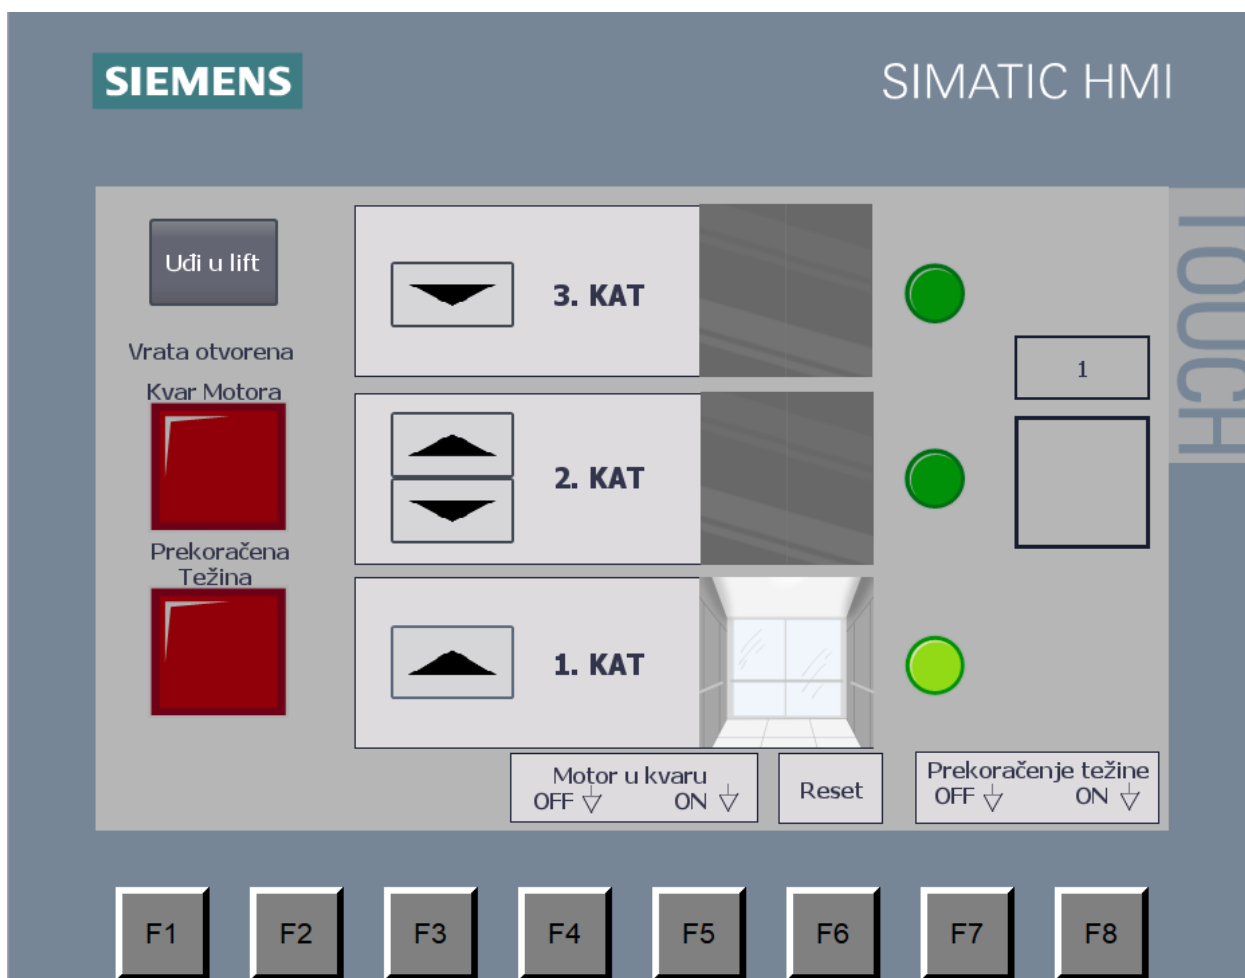 SIEMENS
SIMATIC HMI
TOUCH
Uđi u lift
Vrata otvorena
Kvar Motora
Prekoračena
Težina
3. KAT
2. KAT
1. KAT
1
Motor u kvaru
OFF ON
Reset
Prekoračenje težine
OFF ON
F1 F2 F3 F4 F5 F6 F7 F8